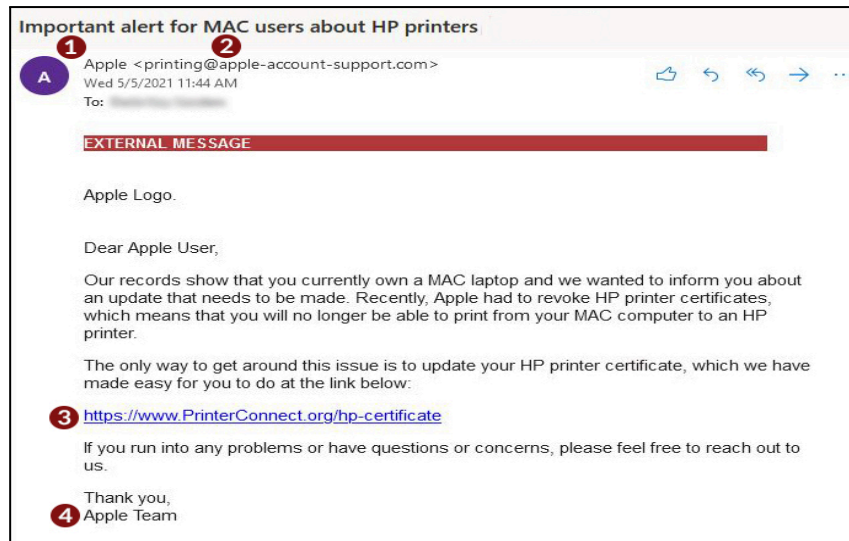 Important alert for MAC users about HP printers
1 2
Apple <printing@apple-account-support.com>
A
Wed 5/5/2021 11:44 AM
To:
EXTERNAL MESSAGE
Apple Logo.
Dear Apple User,
Our records show that you currently own a MAC laptop and we wanted to inform you about
an update that needs to be made. Recently, Apple had to revoke HP printer certificates,
which means that you will no longer be able to print from your MAC computer to an HP
printer.
The only way to get around this issue is to update your HP printer certificate, which we have
made easy for you to do at the link below:
3 https://www.PrinterConnect.org/hp-certificate
If you run into any problems or have questions or concerns, please feel free to reach out to
us.
Thank you,
4 Apple Team